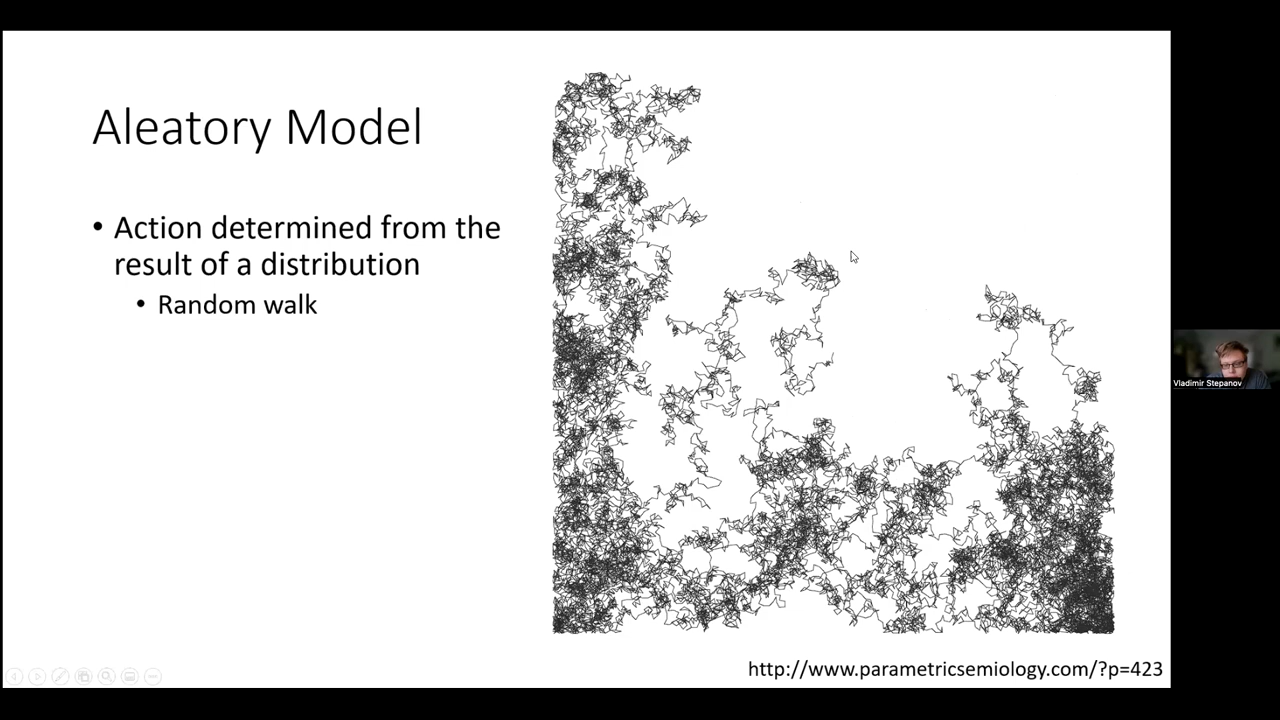 Aleatory Model
• Action determined from the
result of a distribution
• Random walk
Vladimir Stepanov
http://www.parametricsemiology.com/?p=423